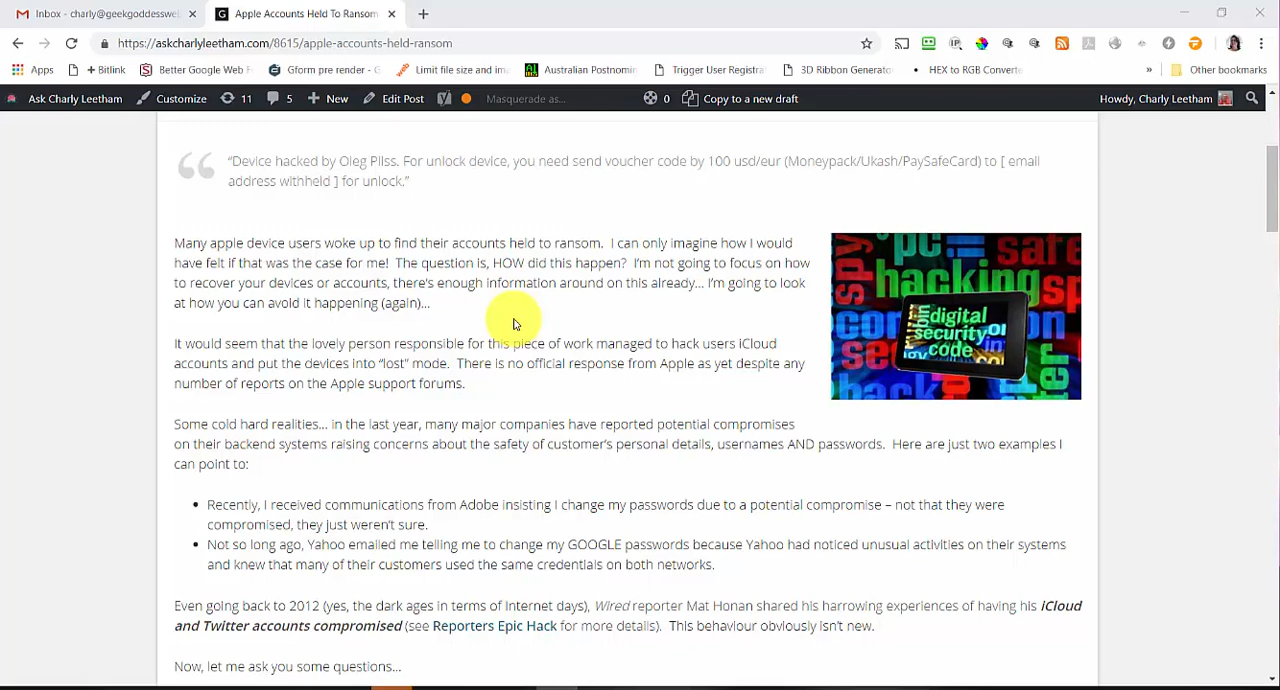 Inbox - charly@geekgoddesswe
Apple Accounts Held To Ransom
https://askcharlyleetham.com/8615/apple-accounts-held-ransom
Apps
+ Bitlink
Better Google Web F
Gform pre render - G
Limit file size and ima
Australian Postnomin
Trigger User Registra
3D Ribbon Generato
HEX to RGB Converte
»
Other bookmarks
Ask Charly Leetham
Customize
11
5
New
Edit Post
Masquerade as...
0
Copy to a new draft
Howdy, Charly Leetham
“Device hacked by Oleg Pliss. For unlock device, you need send voucher code by 100 usd/eur (Moneypack/Ukash/PaySafeCard) to [ email
address withheld ] for unlock.”
Many apple device users woke up to find their accounts held to ransom.  I can only imagine how I would
have felt if that was the case for me!  The question is, HOW did this happen?  I’m not going to focus on how
to recover your devices or accounts, there’s enough information around on this already… I’m going to look
at how you can avoid it happening (again)…
It would seem that the lovely person responsible for this piece of work managed to hack users iCloud
accounts and put the devices into “lost” mode.  There is no official response from Apple as yet despite any
number of reports on the Apple support forums.
Some cold hard realities… in the last year, many major companies have reported potential compromises
on their backend systems raising concerns about the safety of customer’s personal details, usernames AND passwords.  Here are just two examples I
can point to:
Recently, I received communications from Adobe insisting I change my passwords due to a potential compromise – not that they were
compromised, they just weren’t sure.
Not so long ago, Yahoo emailed me telling me to change my GOOGLE passwords because Yahoo had noticed unusual activities on their systems
and knew that many of their customers used the same credentials on both networks.
Even going back to 2012 (yes, the dark ages in terms of Internet days), Wired reporter Mat Honan shared his harrowing experiences of having his iCloud
and Twitter accounts compromised (see Reporters Epic Hack for more details).  This behaviour obviously isn’t new.
Now, let me ask you some questions…
spy
pc
safe
hacking
digital
security
code
hack